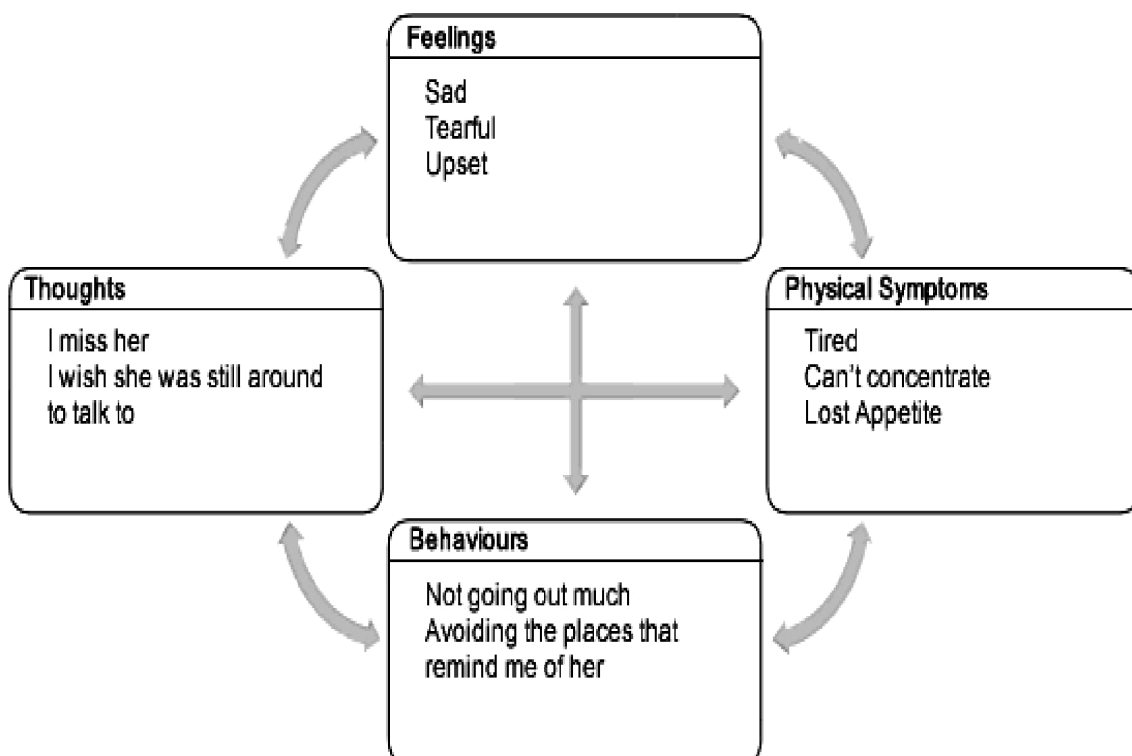 Feelings
Sad
Tearful
Upset
Thoughts
I miss her
I wish she was still around
to talk to
Physical Symptoms
Tired
Can't concentrate
Lost Appetite
Behaviours
Not going out much
Avoiding the places that
remind me of her